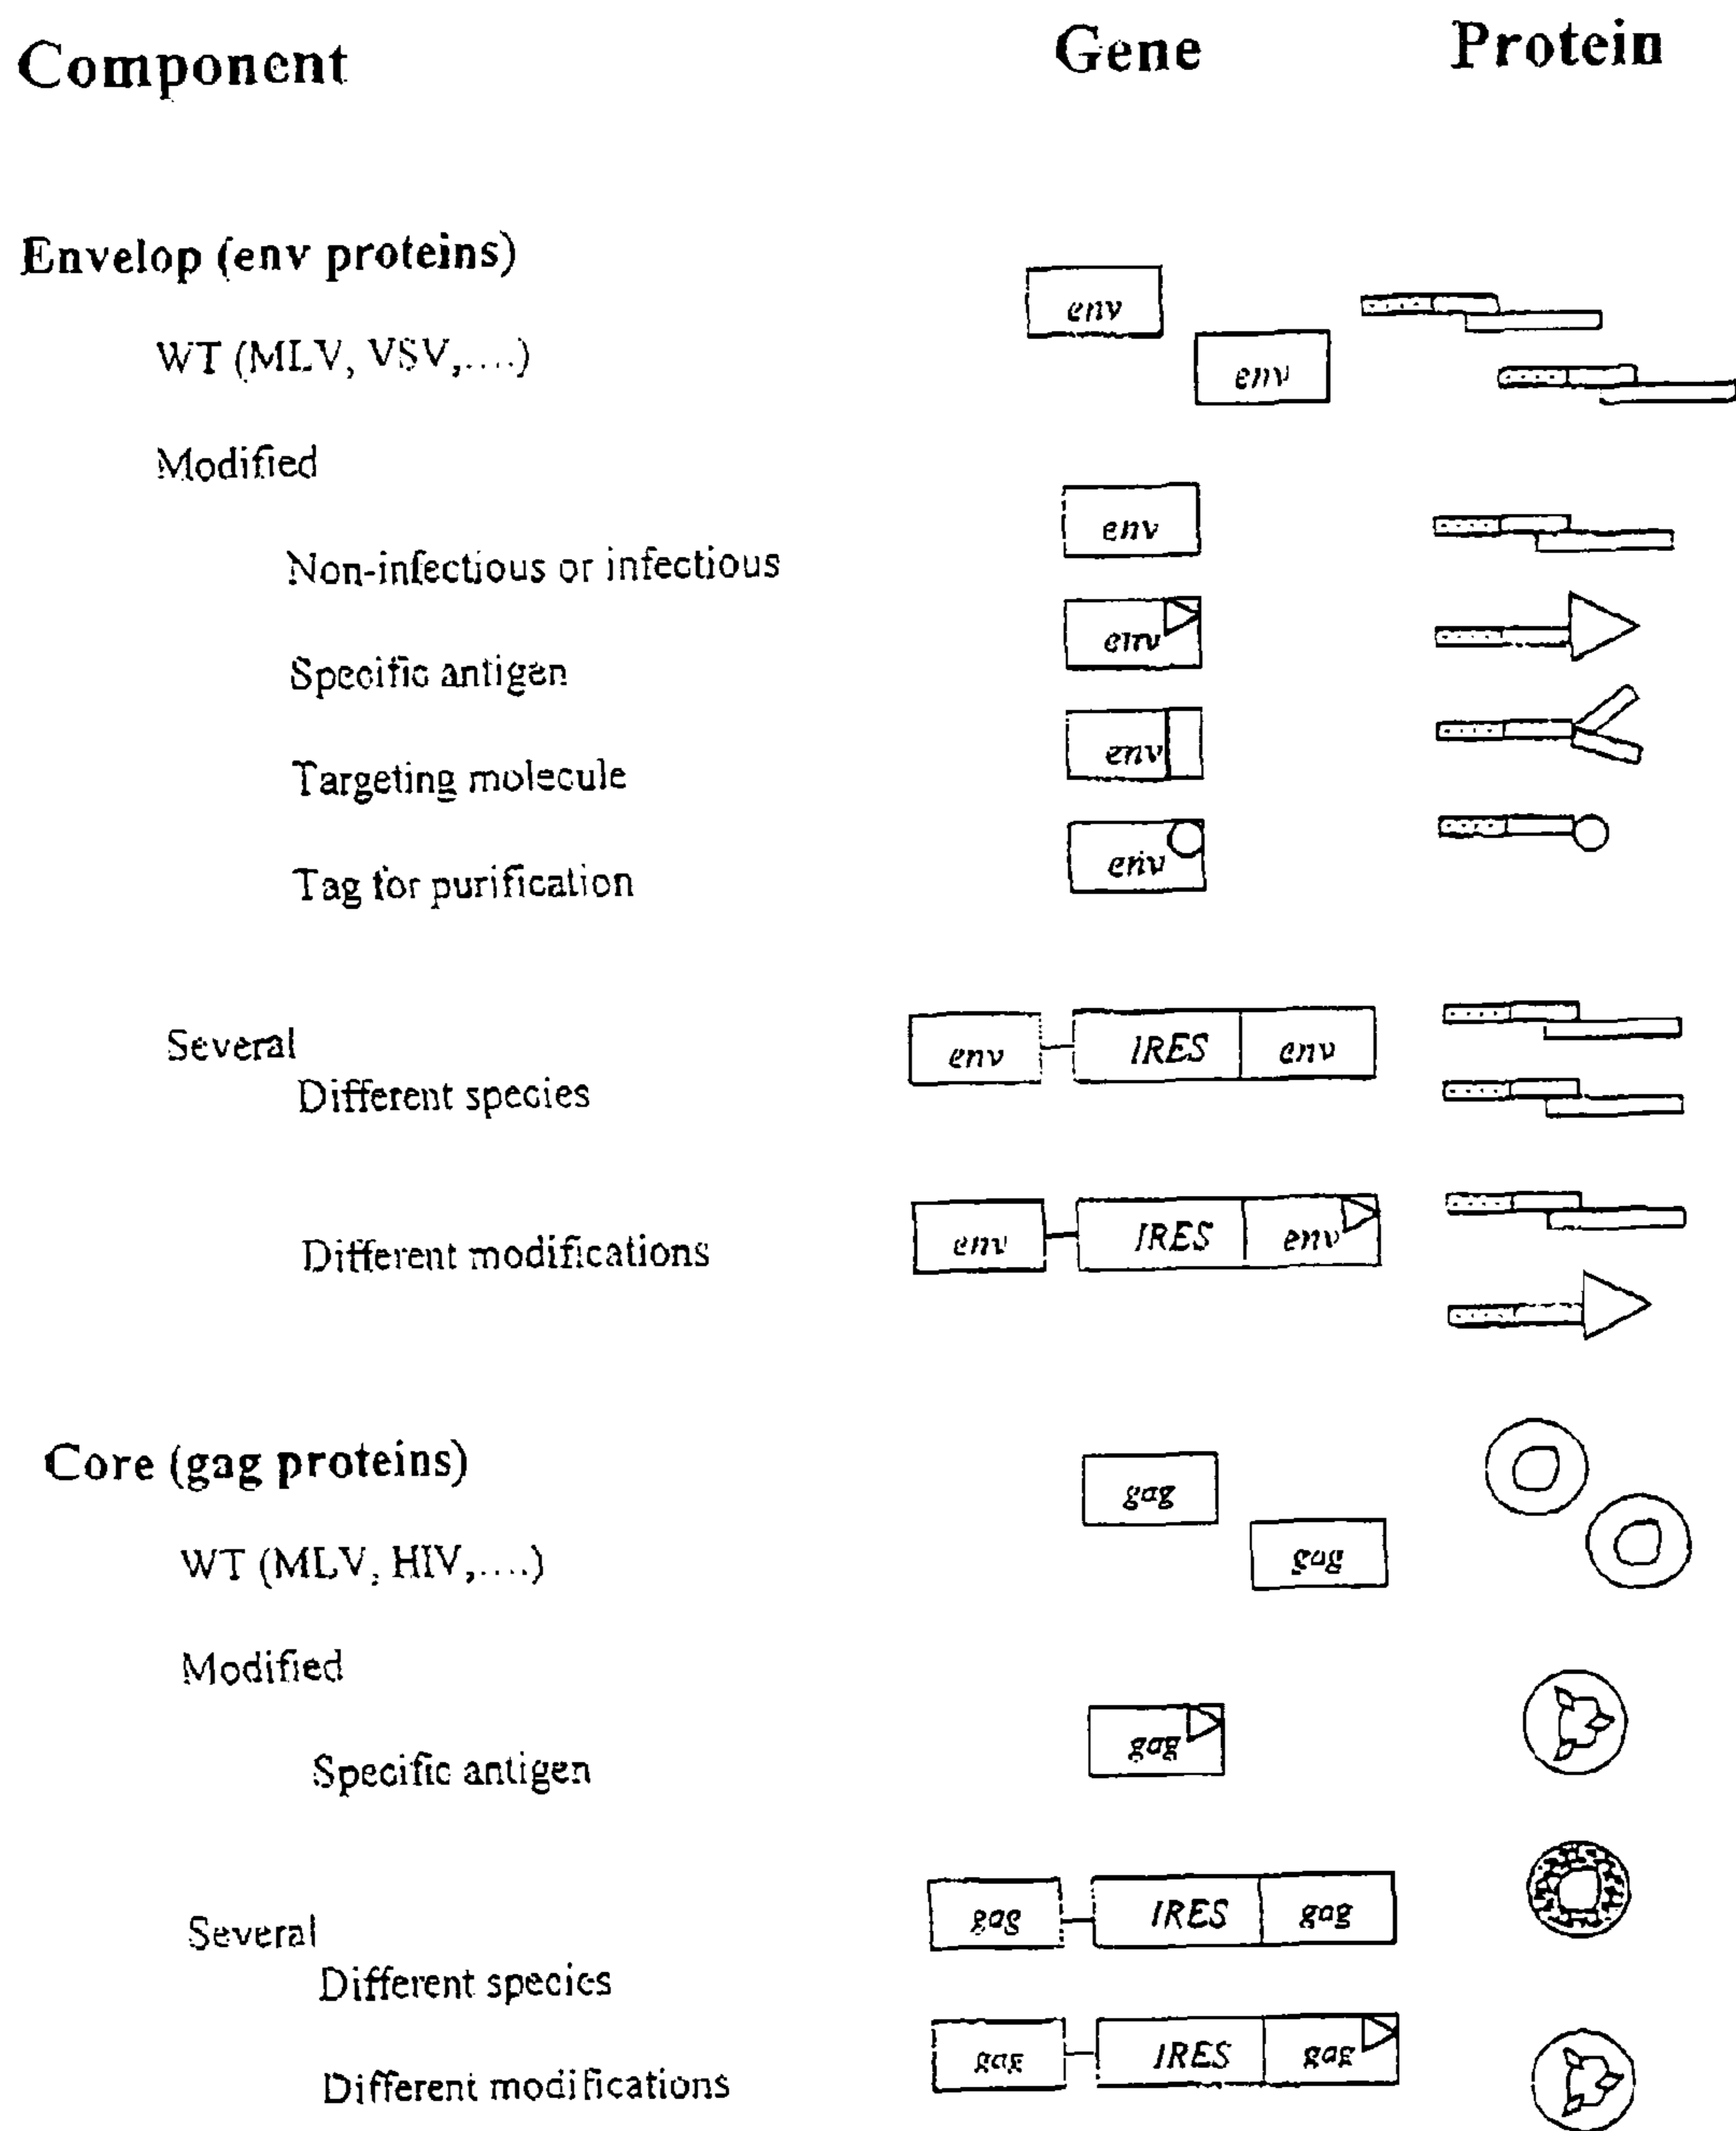 Component Gene Protein
Envelop (env proteins)
env
WT (MLV, VSV,....)
env
Modified
env
Non-infectious or infectious
env
Specific antigen
env
Targeting molecule
env
Tag for purification
Several
env IRES env
Different species
Different modifications
env IRES env
Core (gag proteins)
gag
WT (MLV, HIV,....)
gag
Modified
gag
Specific antigen
Several
gag IRES gag
Different species
gag IRES gag
Different modifications